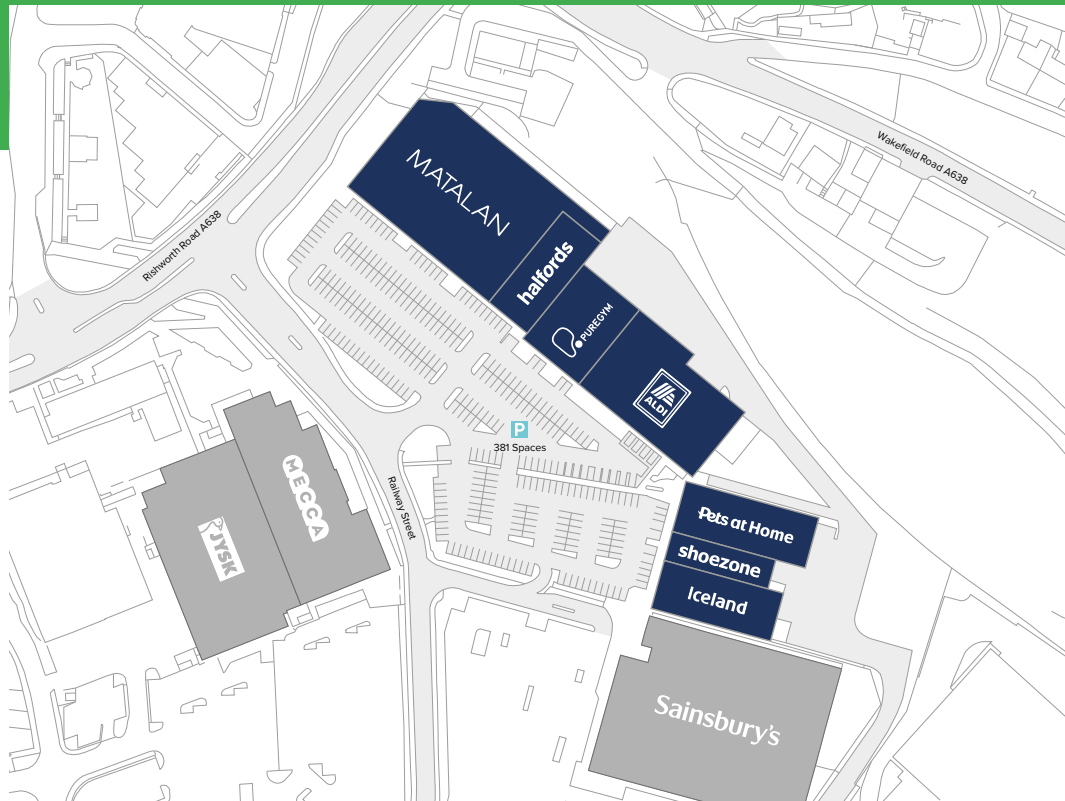 Wakefield Road A638
MATALAN
Rishworth Road A638
halfords
PUREGYM
ALDI
P
381 Spaces
MECCA
Railway Street
JYSK
Pets at Home
shoezone
Iceland
Sainsbury's